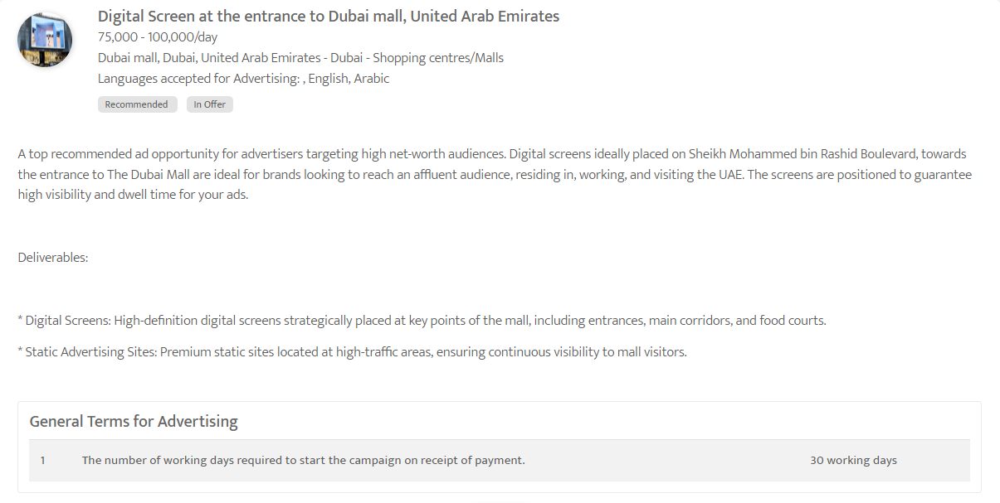 Digital Screen at the entrance to Dubai mall, United Arab Emirates
75,000 - 100,000/day
Dubai mall, Dubai, United Arab Emirates - Dubai - Shopping centres/Malls
Languages accepted for Advertising: , English, Arabic
Recommended In Offer
A top recommended ad opportunity for advertisers targeting high net-worth audiences. Digital screens ideally placed on Sheikh Mohammed bin Rashid Boulevard, towards
the entrance to The Dubai Mall are ideal for brands looking to reach an affluent audience, residing in, working, and visiting the UAE. The screens are positioned to guarantee
high visibility and dwell time for your ads.
Deliverables:
* Digital Screens: High-definition digital screens strategically placed at key points of the mall, including entrances, main corridors, and food courts.
* Static Advertising Sites: Premium static sites located at high-traffic areas, ensuring continuous visibility to mall visitors.
General Terms for Advertising
1 The number of working days required to start the campaign on receipt of payment. 30 working days